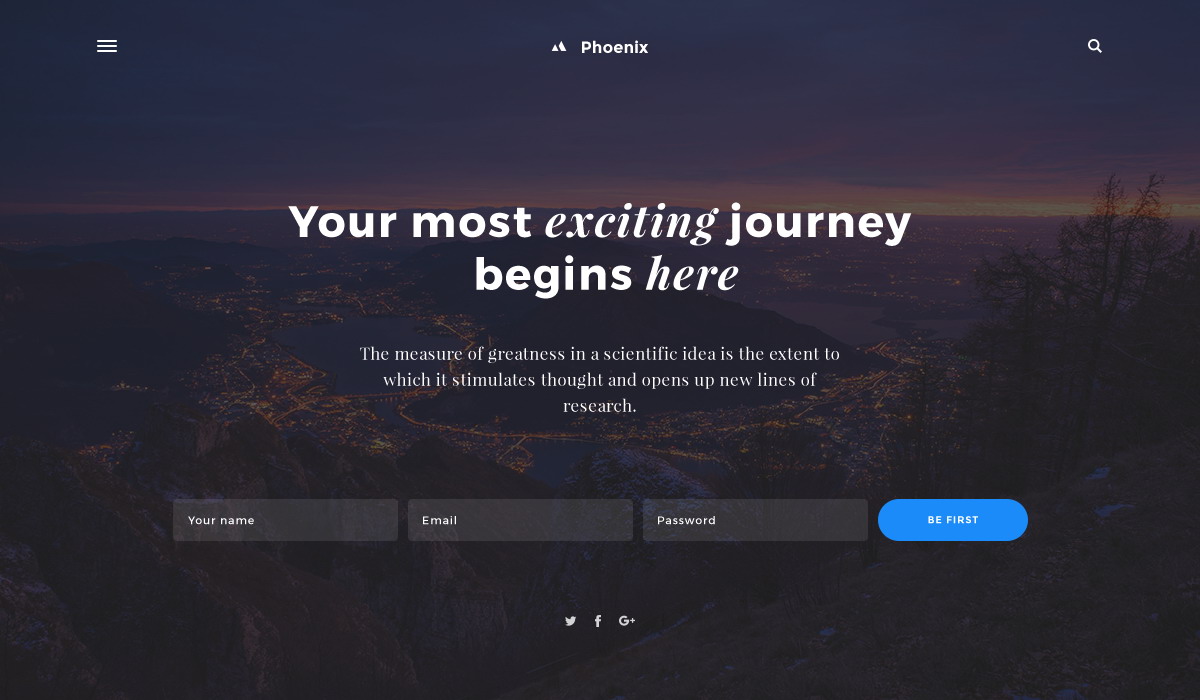 Phoenix
Your most exciting journey
begins here
The measure of greatness in a scientific idea is the extent to
which it stimulates thought and opens up new lines of
research.
Your name Email Password BE FIRST